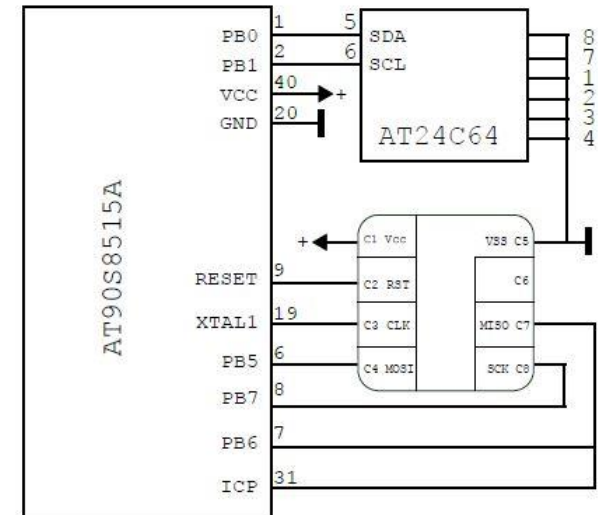 PB0
1
5
SDA
8
PB1
2
6
SCL
7
VCC
40
+
1
GND
20
2
3
AT24C64
4
AT90S8515A
+
C1 Vcc
VSS C5
RESET
9
C2 RST
C6
XTAL1
19
C3 CLK
MISO C7
PB5
6
C4 MOSI
SCK C8
PB7
8
PB6
7
ICP
31